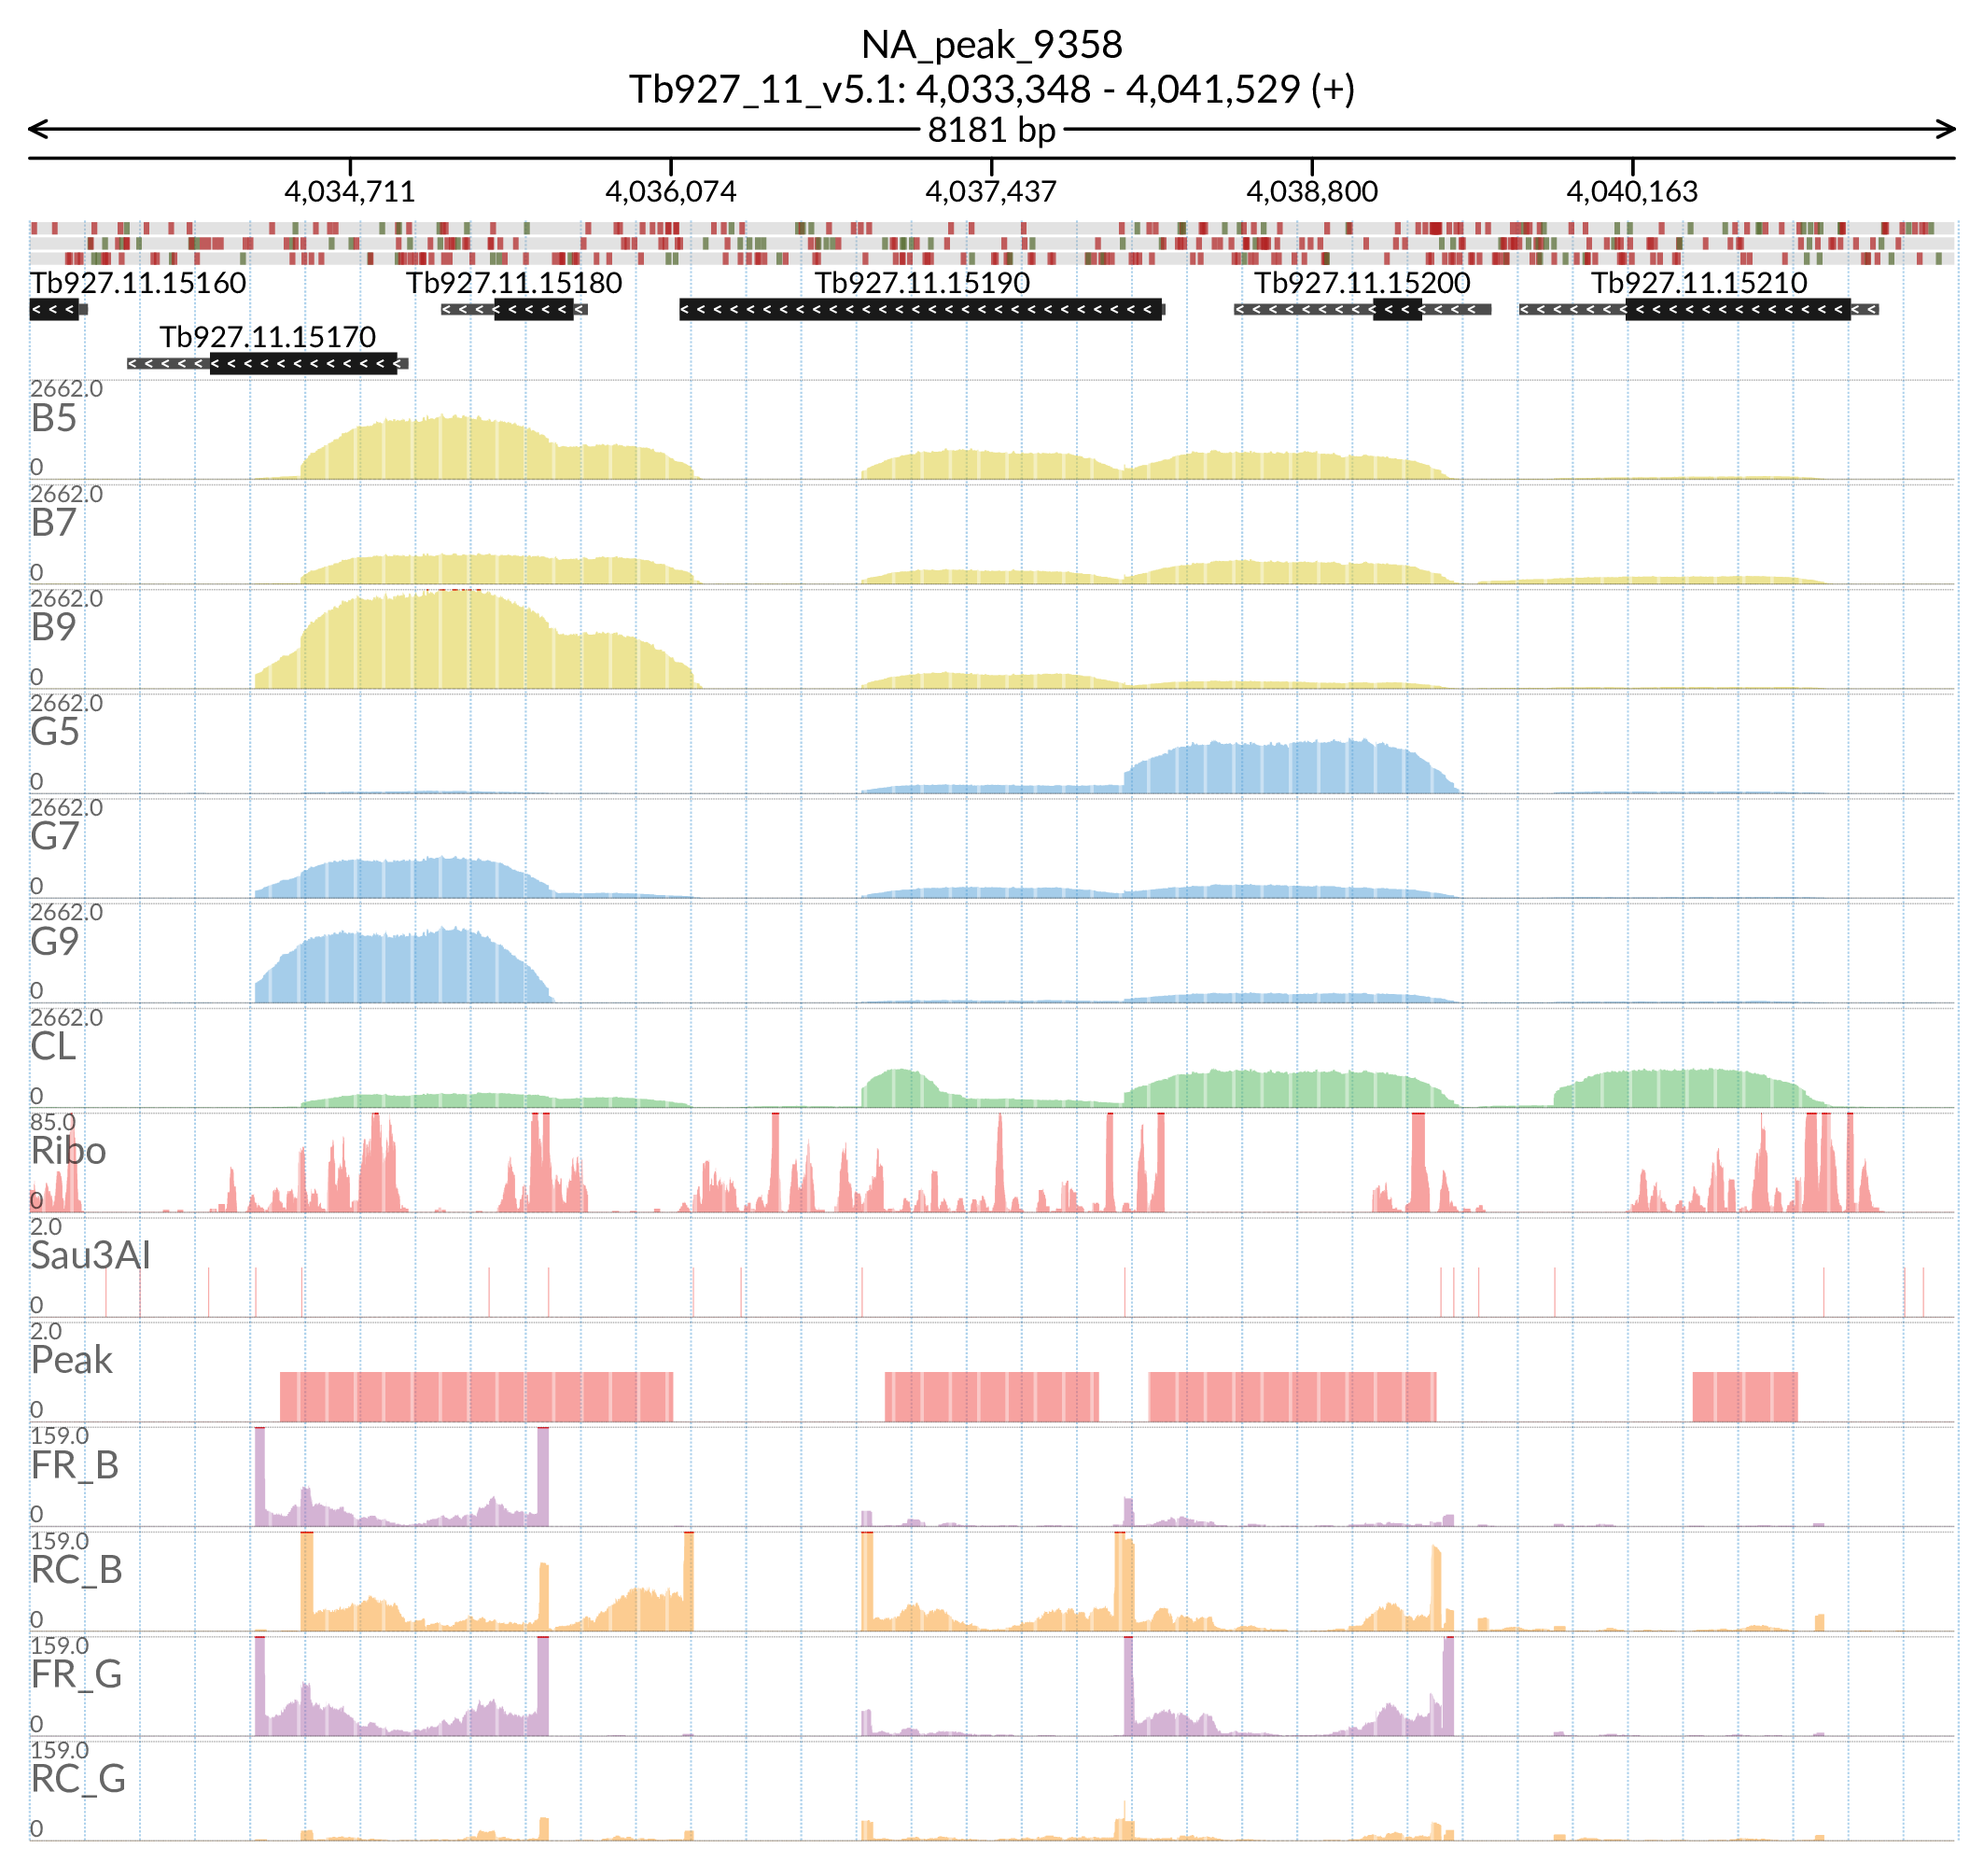 NA_peak_9358
Tb927_11_v5.1: 4,033,348 - 4,041,529 (+)
8181 bp
4,034,711 4,036,074 4,037,437 4,038,800 4,040,163
Tb927.11.15160 Tb927.11.15180 Tb927.11.15190 Tb927.11.15200 Tb927.11.15210
Tb927.11.15170
2662.0
B5
0
2662.0
B7
0
2662.0
B9
0
2662.0
G5
0
2662.0
G7
0
2662.0
G9
0
2662.0
CL
0
85.0
Ribo
0
2.0
Sau3AI
0
2.0
Peak
0
159.0
FR_B
0
159.0
RC_B
0
159.0
FR_G
0
159.0
RC_G
0